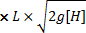 × L × √2g[H]